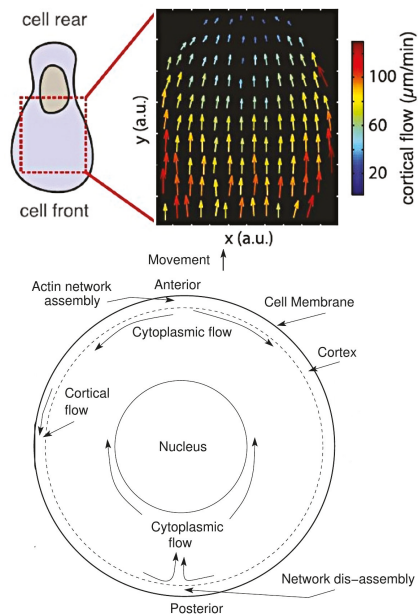 cell rear
cell front
y (a.u.)
x (a.u.)
100
60
20
cortical flow (µm/min)
Movement
Anterior
Actin network
assembly
Cell Membrane
Cytoplasmic flow
Cortex
Cortical
flow
Nucleus
Cytoplasmic
flow
Network dis-assembly
Posterior